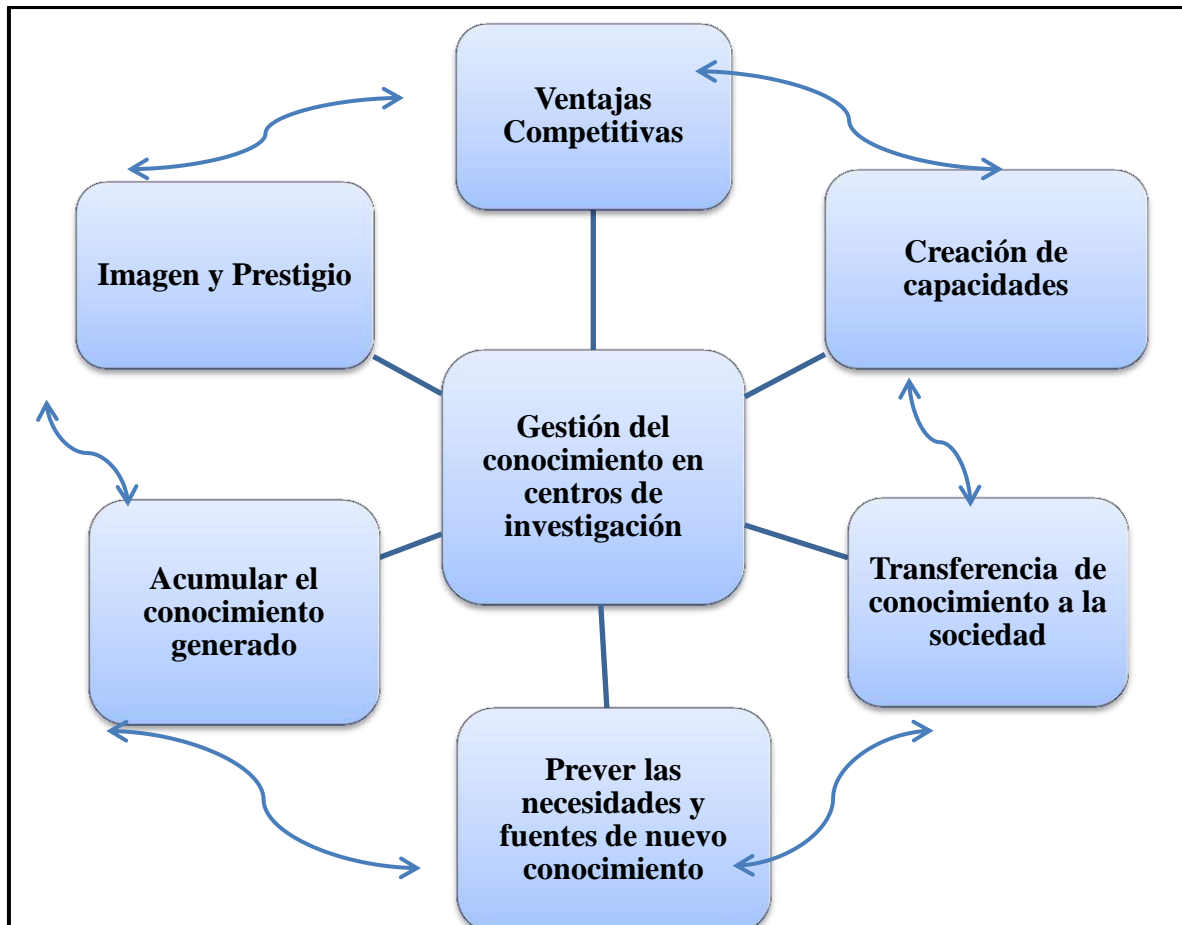 Ventajas
Competitivas
Imagen y Prestigio
Creación de
capacidades
Gestión del
conocimiento en
centros de
investigación
Acumular el
conocimiento
generado
Transferencia  de
conocimiento a la
sociedad
Prever las
necesidades y
fuentes de nuevo
conocimiento